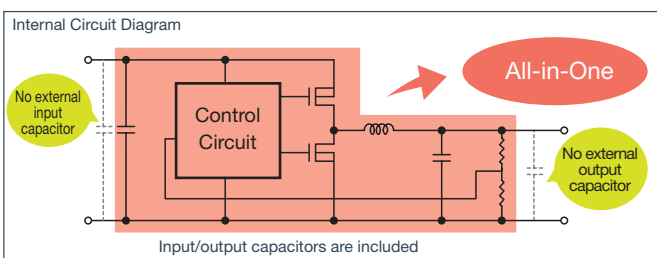 Internal Circuit Diagram
All-in-One
No external
input
capacitor
Control
Circuit
No external
output
capacitor
Input/output capacitors are included